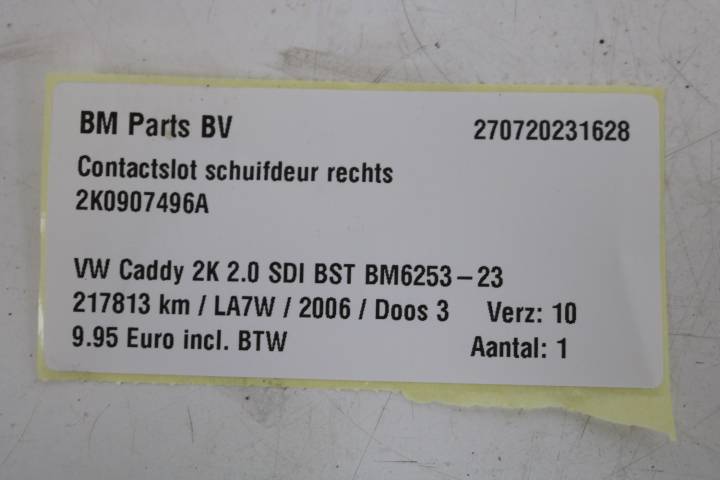 BM Parts BV 270720231628
Contactslot schuifdeur rechts
2K0907496A
VW Caddy 2K 2.0 SDI BST BM6253-23
217813 km / LA7W / 2006 / Doos 3 Verz: 10
9.95 Euro incl. BTW Aantal: 1